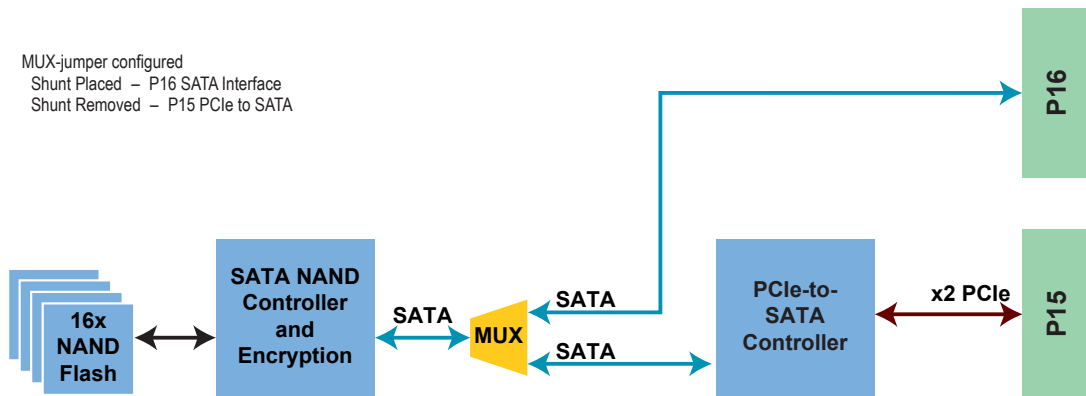 MUX-jumper configured
Shunt Placed – P16 SATA Interface
Shunt Removed – P15 PCIe to SATA
P16
16x
NAND
Flash
SATA NAND
Controller
and
Encryption
SATA
MUX
SATA
SATA
PCIe-to-
SATA
Controller
x2 PCIe
P15